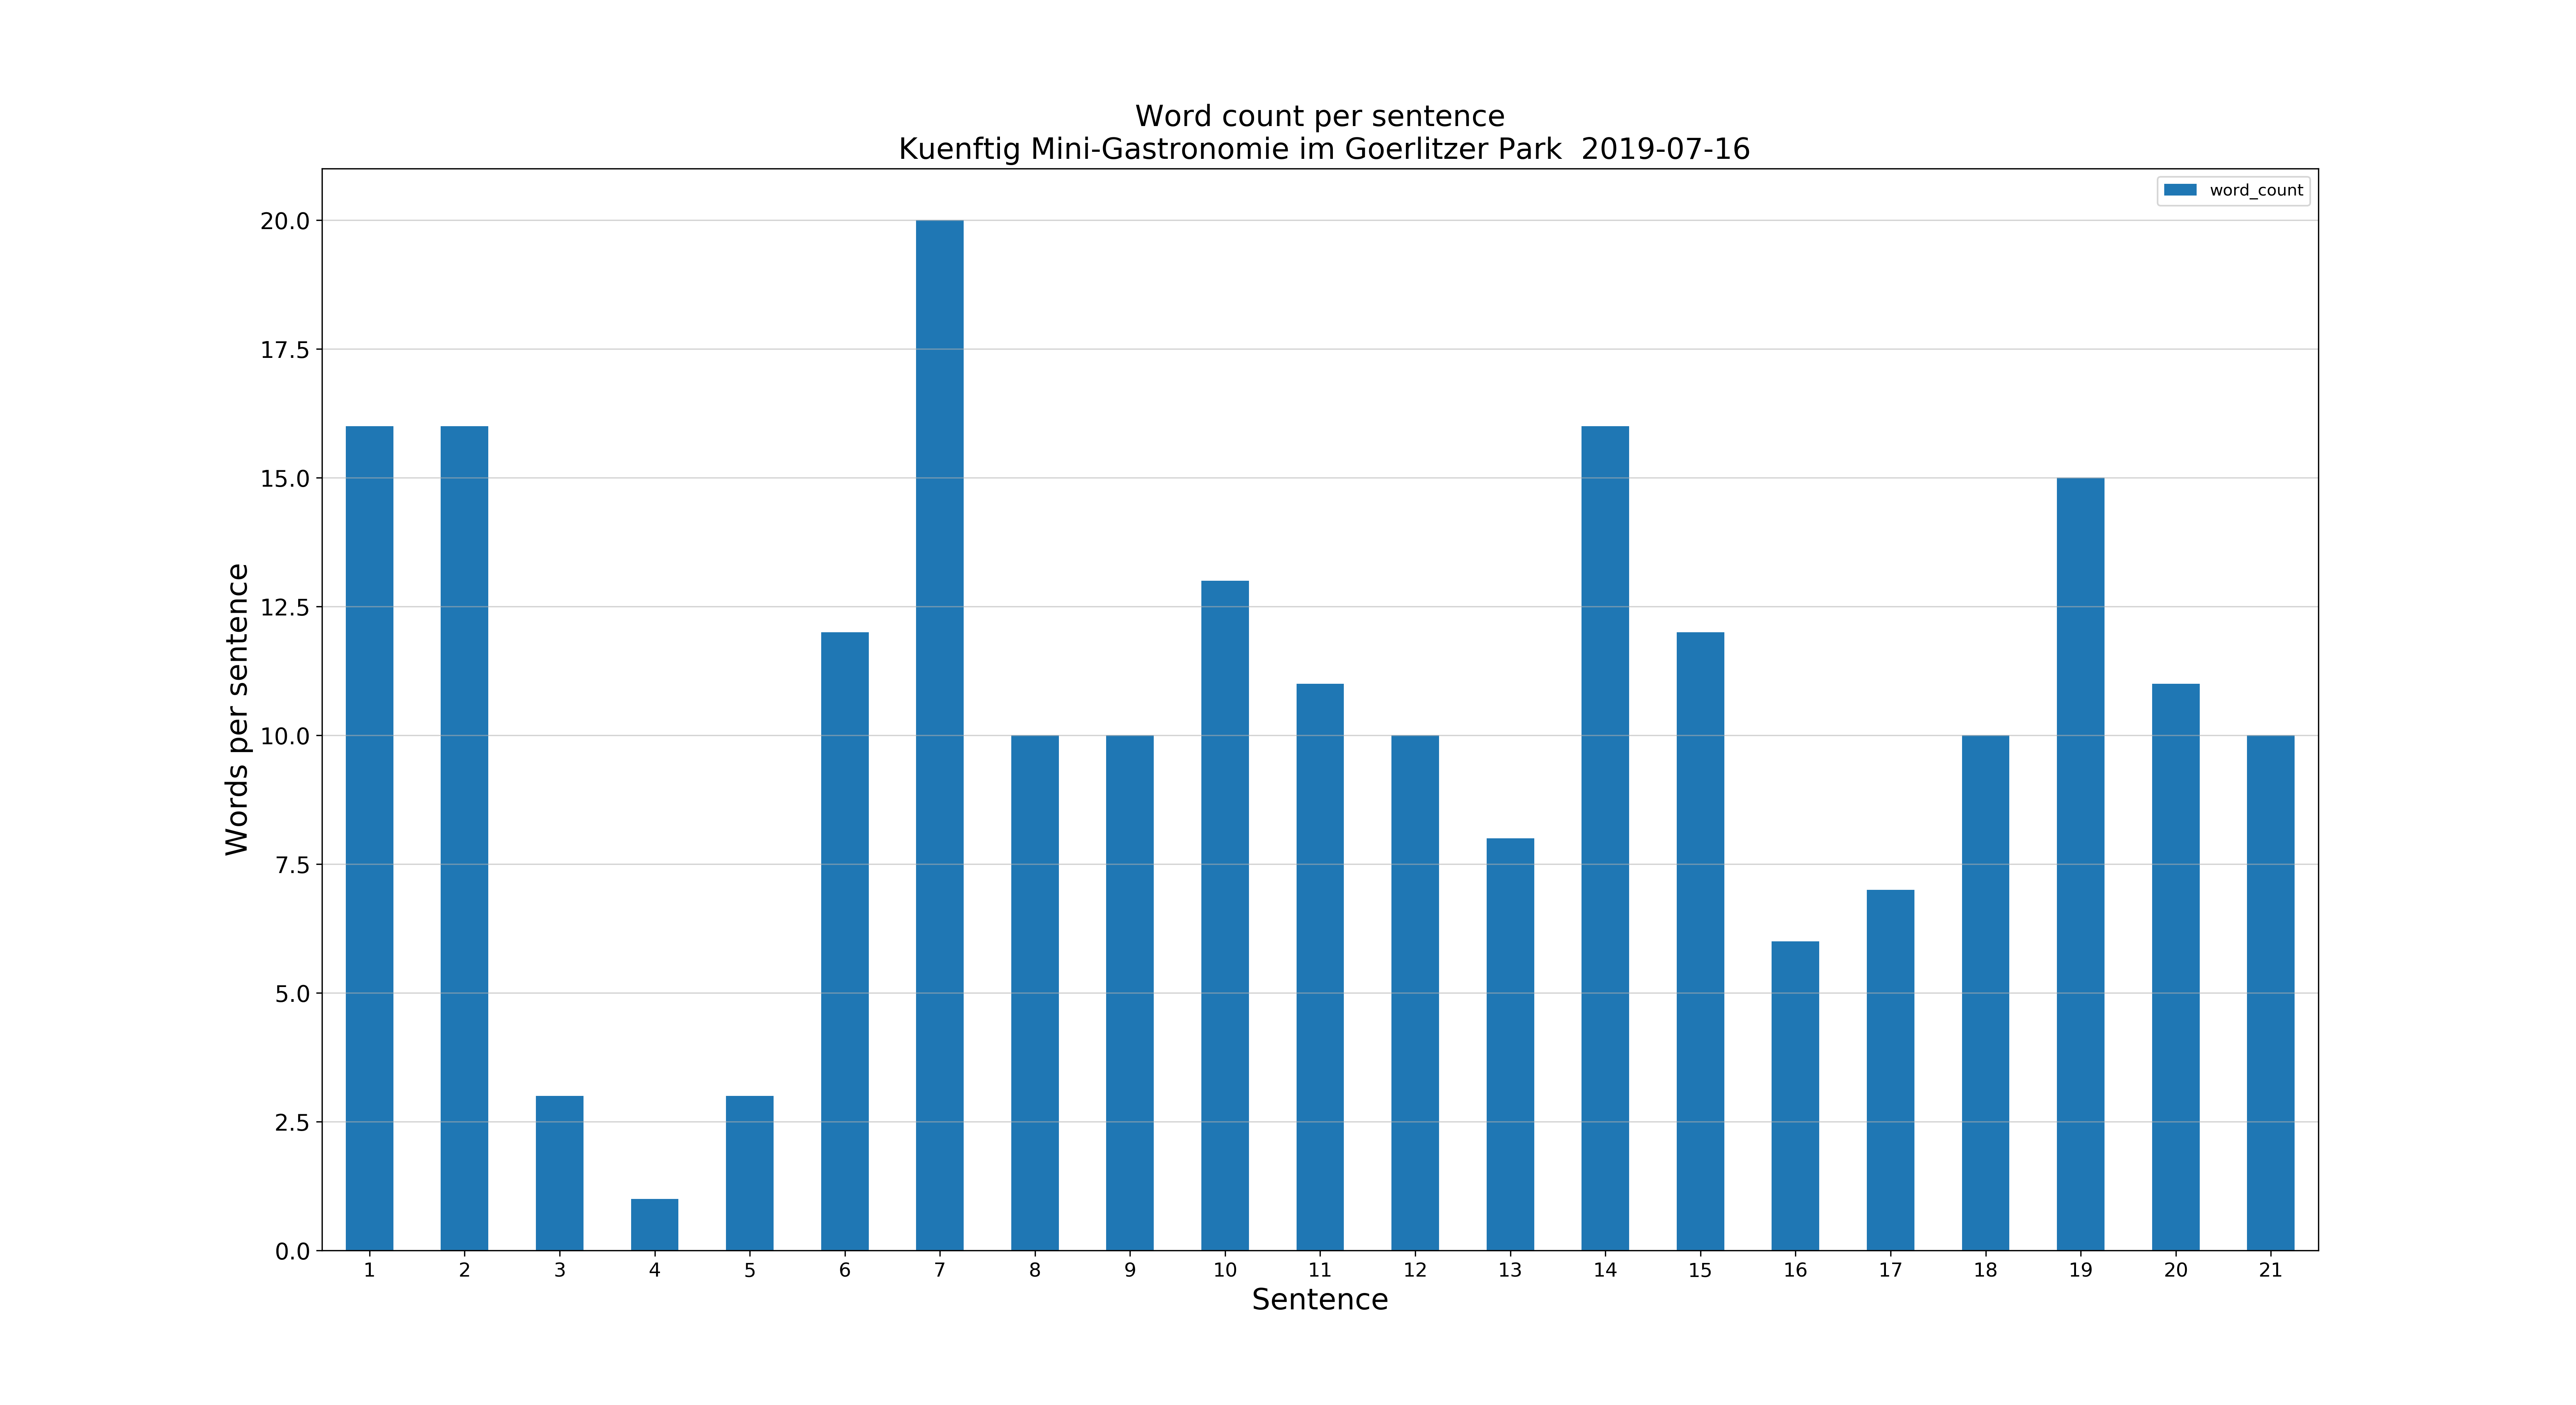 Word count per sentence
Kuenftig Mini-Gastronomie im Goerlitzer Park  2019-07-16
word_count
20.0
17.5
15.0
12.5
10.0
7.5
5.0
2.5
0.0
Words per sentence
1 2 3 4 5 6 7 8 9 10 11 12 13 14 15 16 17 18 19 20 21
Sentence